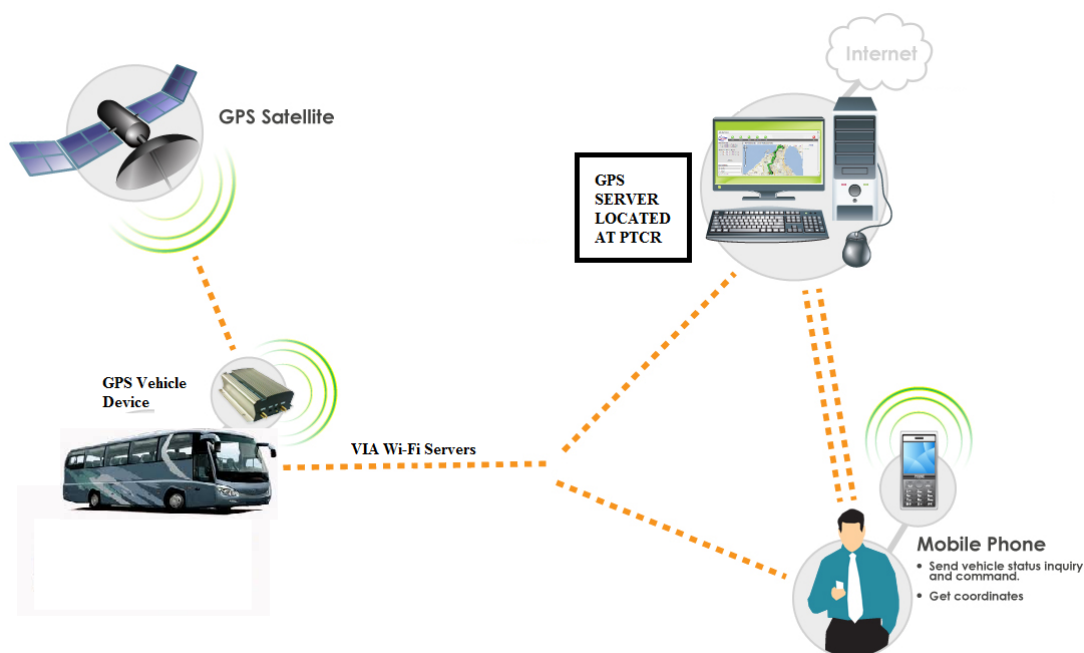 Internet
GPS Satellite
GPS
SERVER
LOCATED
AT PTCR
GPS Vehicle
Device
VIA Wi-Fi Servers
Mobile Phone
• Send vehicle status inquiry
and command.
• Get coordinates